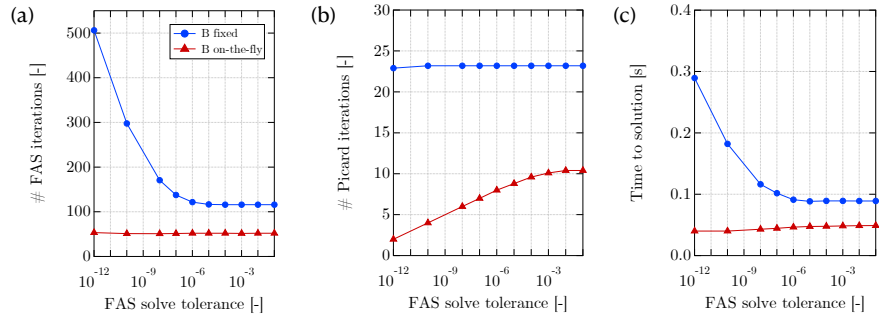 (a)
500
400
300
200
100
0
# FAS iterations [-]
B fixed
B on-the-fly
10^-12
10^-9
10^-6
10^-3
FAS solve tolerance [-]
(b)
30
25
20
15
10
5
0
# Picard iterations [-]
10^-12
10^-9
10^-6
10^-3
FAS solve tolerance [-]
(c)
0.4
0.3
0.2
0.1
0.0
Time to solution [s]
10^-12
10^-9
10^-6
10^-3
FAS solve tolerance [-]